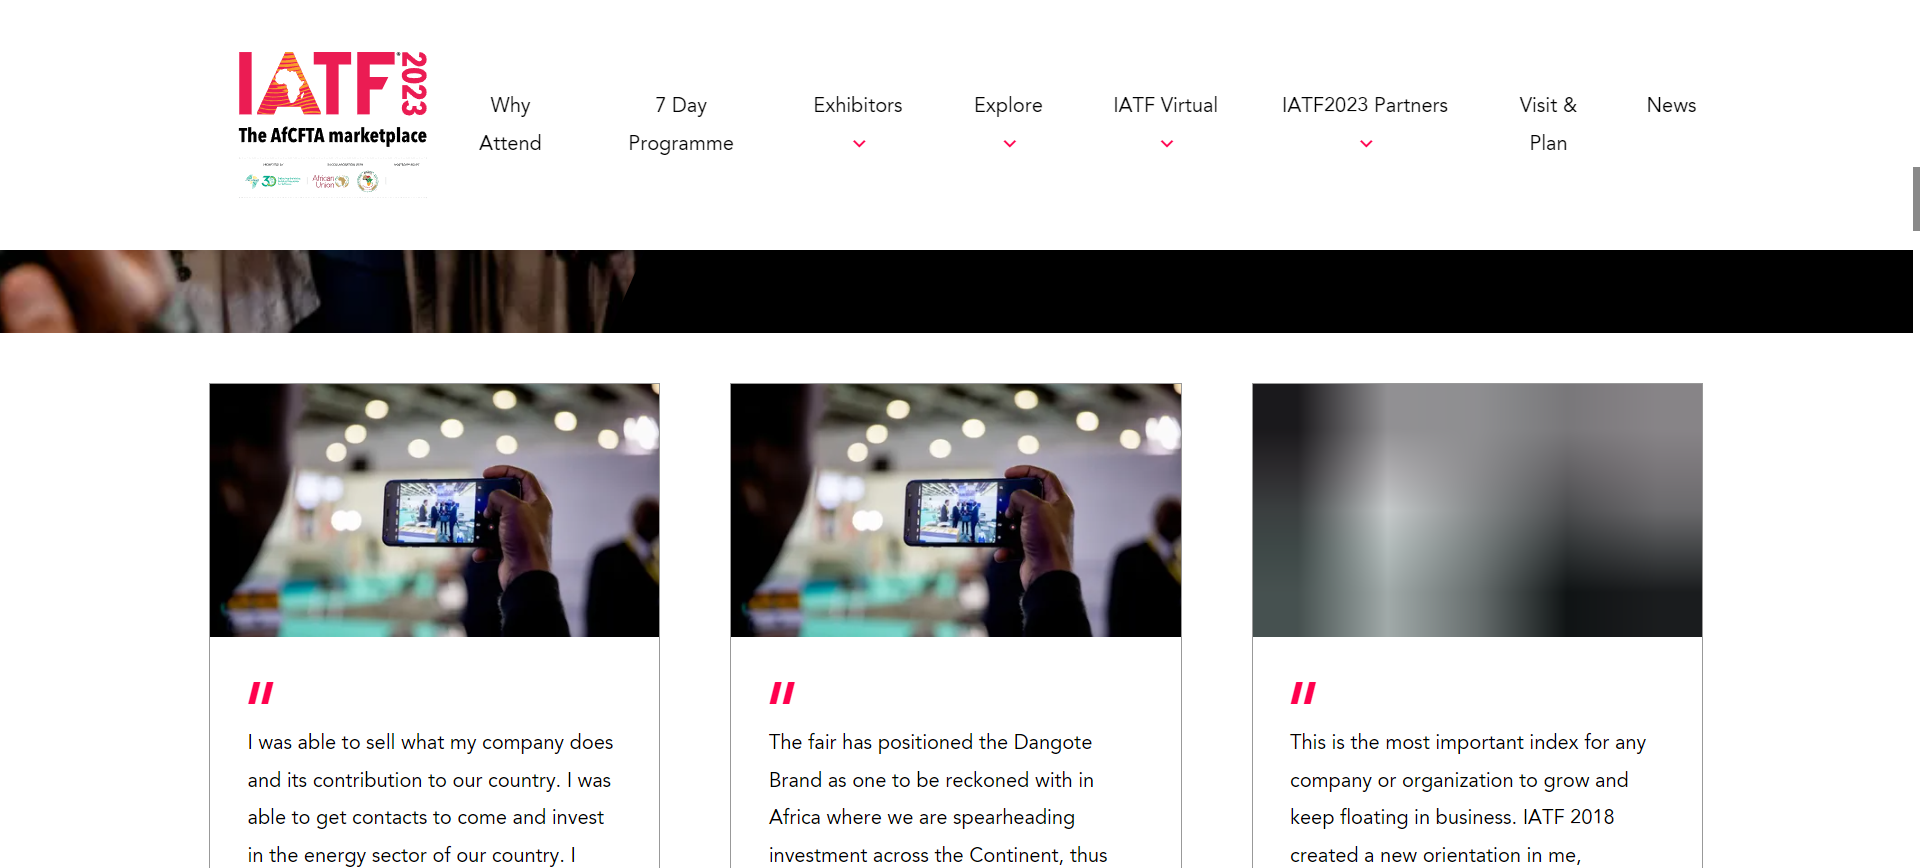 IATF 2023
The AfCFTA marketplace
African
Union
Why
Attend
7 Day
Programme
Exhibitors
Explore
IATF Virtual
IATF2023 Partners
Visit &
Plan
News
I was able to sell what my company does
and its contribution to our country. I was
able to get contacts to come and invest
in the energy sector of our country. I
The fair has positioned the Dangote
Brand as one to be reckoned with in
Africa where we are spearheading
investment across the Continent, thus
This is the most important index for any
company or organization to grow and
keep floating in business. IATF 2018
created a new orientation in me,